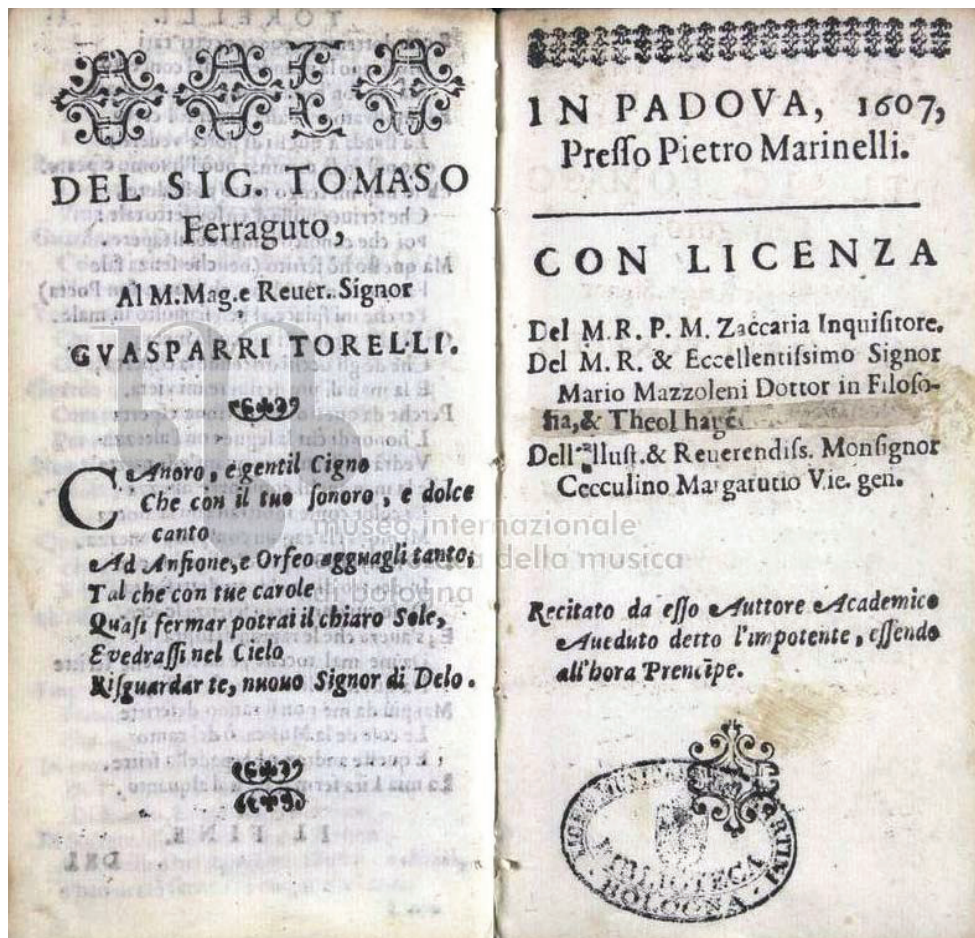 DEL SIG. TOMASO
Ferraguto,
Al M. Mag. e Reuer. Signor
GVASPARRI TORELLI.
CAnoro, e gentil Cigno
Che con il tuo sonoro, e dolce
canto
Ad Anfione, e Orfeo agguagli tanto,
Tal che con tue carole
Quasi fermar potrai il chiaro Sole,
E vedrassi nel Cielo
Risguardar te, nuouo Signor di Delo.
IN PADOVA, 1607,
Presso Pietro Marinelli.
CON LICENZA
Del M. R. P. M. Zaccaria Inquisitore.
Del M. R. & Eccellentissimo Signor
Mario Mazzoleni Dottor in Filoso-
fia, & Theol
Dell'Illust. & Reuerendiss. Monsignor
Cecculino Margarutio Vic. gen.
Recitato da esso Auttore Academico
Aueduto detto l'impotente, essendo
all'hora Prencipe.
museo internazionale
della musica
di bologna
BIBLIOTECA
BOLOGNA